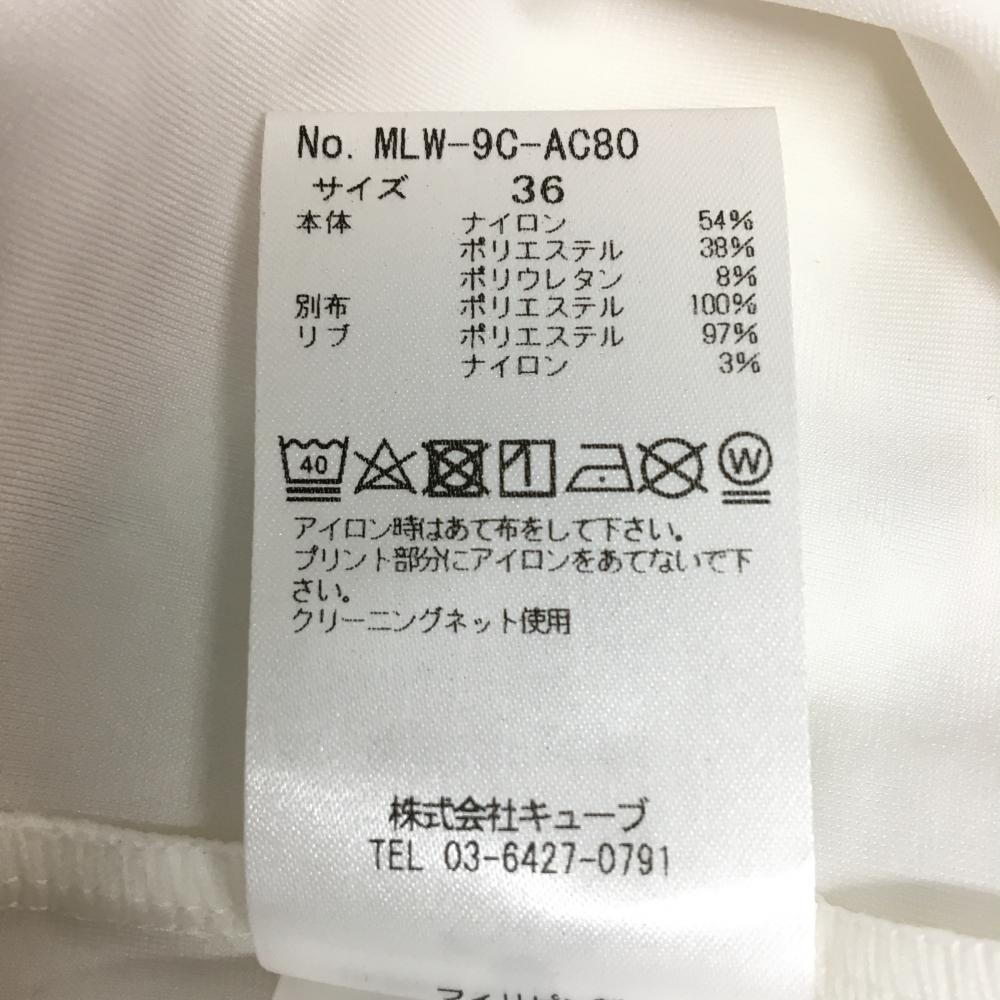 No. MLW-9C-AC80
サイズ 36
本体 ナイロン 54%
ポリエステル 38%
ポリウレタン 8%
別布 ポリエステル 100%
リブ ポリエステル 97%
ナイロン 3%
40 W
アイロン時はあて布をして下さい。
プリント部分にアイロンをあてないで下
さい。
クリーニングネット使用
株式会社キューブ
TEL 03-6427-0791